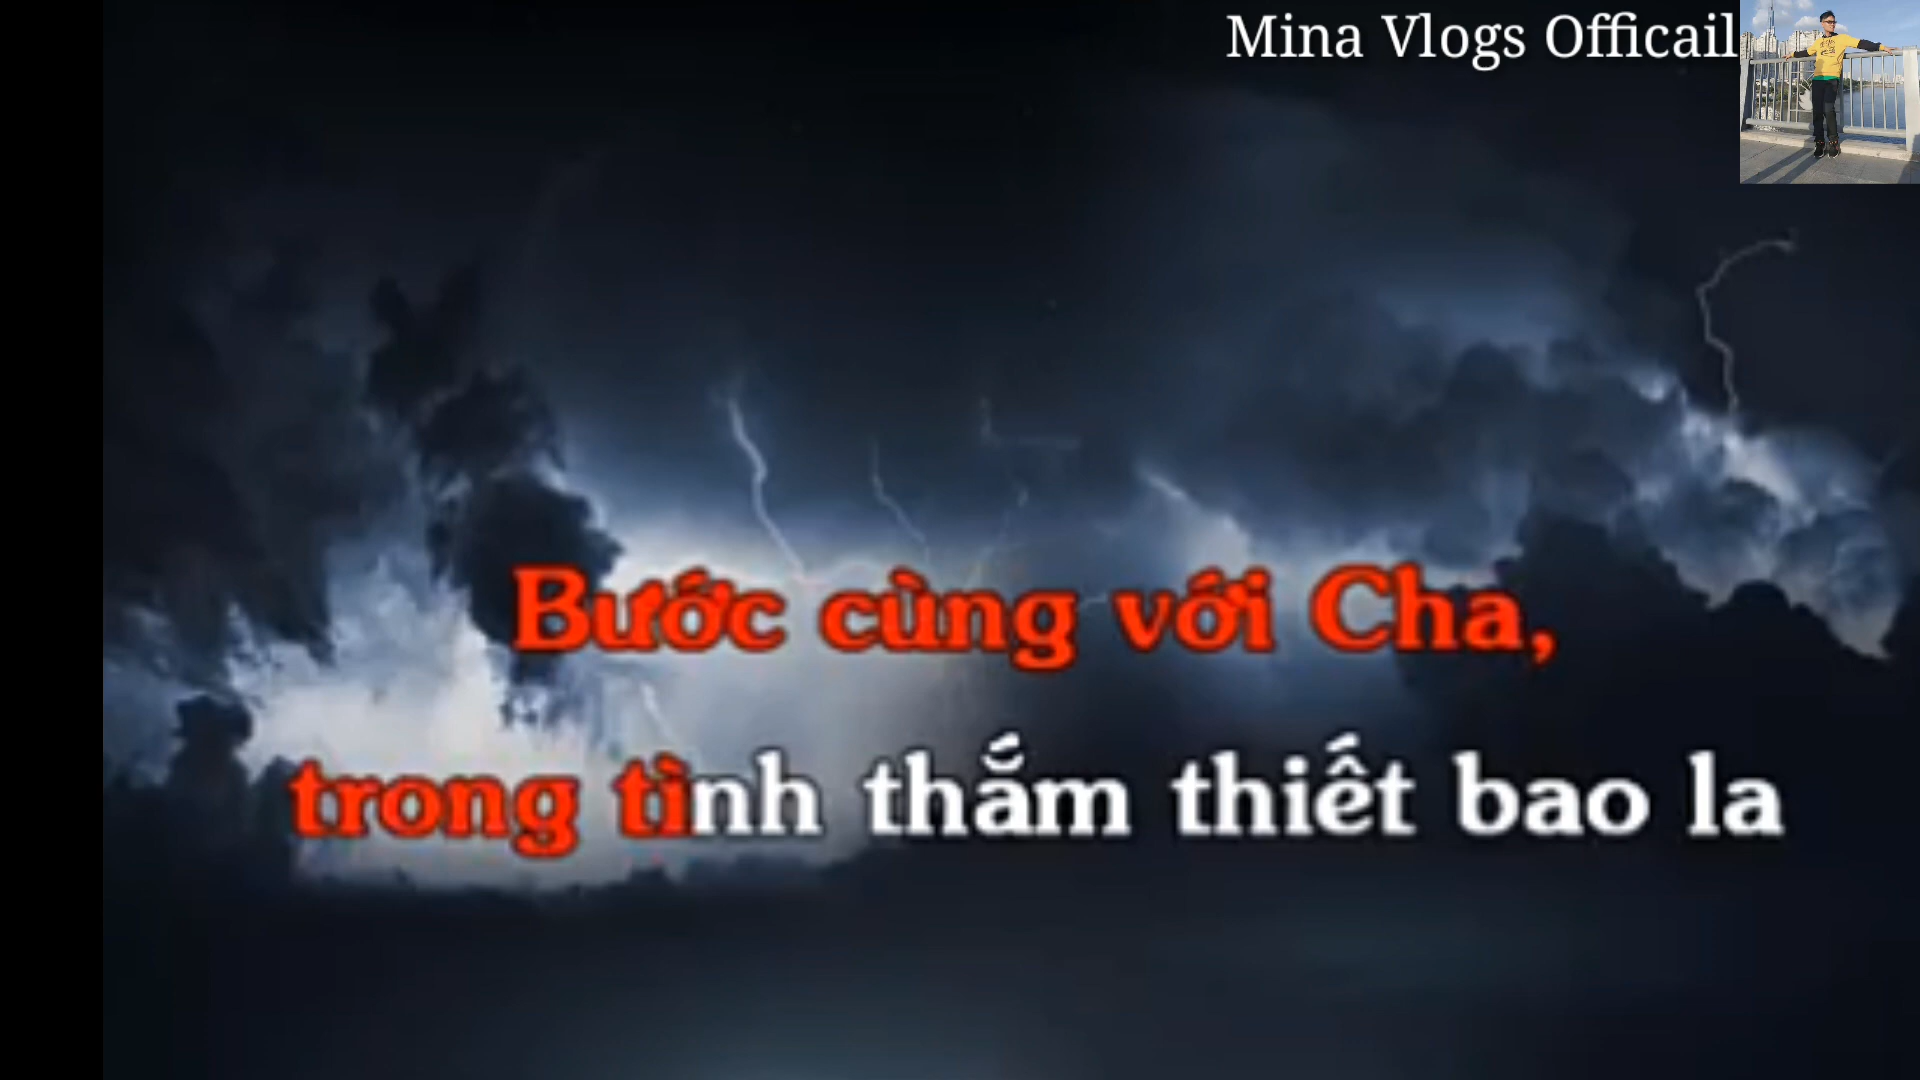 Mina Vlogs Officail
Bước cùng với Cha,
trong tình thắm thiết bao la